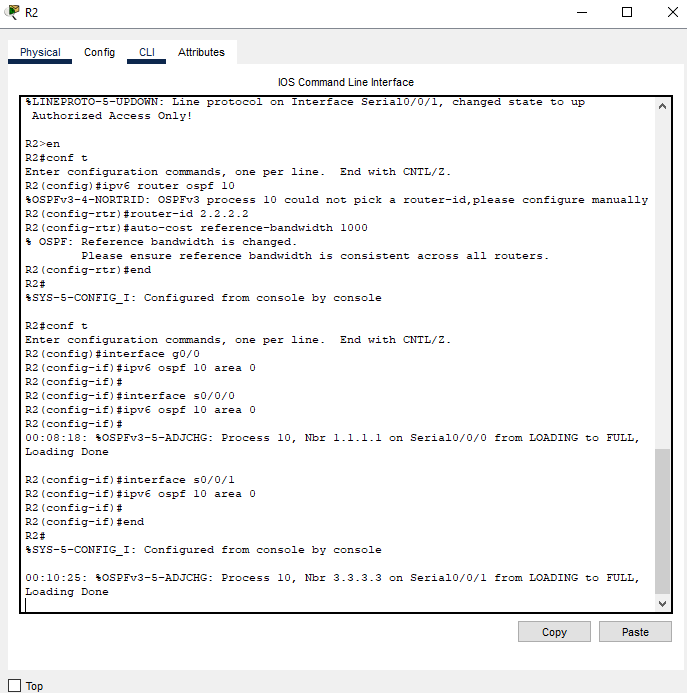 R2
Physical
Config
CLI
Attributes
IOS Command Line Interface
%LINEPROTO-5-UPDOWN: Line protocol on Interface Serial0/0/1, changed state to up
Authorized Access Only!
R2>en
R2#conf t
Enter configuration commands, one per line.  End with CNTL/Z.
R2(config)#ipv6 router ospf 10
%OSPFv3-4-NORTRID: OSPFv3 process 10 could not pick a router-id,please configure manually
R2(config-rtr)#router-id 2.2.2.2
R2(config-rtr)#auto-cost reference-bandwidth 1000
% OSPF: Reference bandwidth is changed.
Please ensure reference bandwidth is consistent across all routers.
R2(config-rtr)#end
R2#
%SYS-5-CONFIG_I: Configured from console by console
R2#conf t
Enter configuration commands, one per line.  End with CNTL/Z.
R2(config)#interface g0/0
R2(config-if)#ipv6 ospf 10 area 0
R2(config-if)#
R2(config-if)#interface s0/0/0
R2(config-if)#ipv6 ospf 10 area 0
R2(config-if)#
00:08:18: %OSPFv3-5-ADJCHG: Process 10, Nbr 1.1.1.1 on Serial0/0/0 from LOADING to FULL,
Loading Done
R2(config-if)#interface s0/0/1
R2(config-if)#ipv6 ospf 10 area 0
R2(config-if)#
R2(config-if)#end
R2#
%SYS-5-CONFIG_I: Configured from console by console
00:10:25: %OSPFv3-5-ADJCHG: Process 10, Nbr 3.3.3.3 on Serial0/0/1 from LOADING to FULL,
Loading Done
Copy
Paste
Top